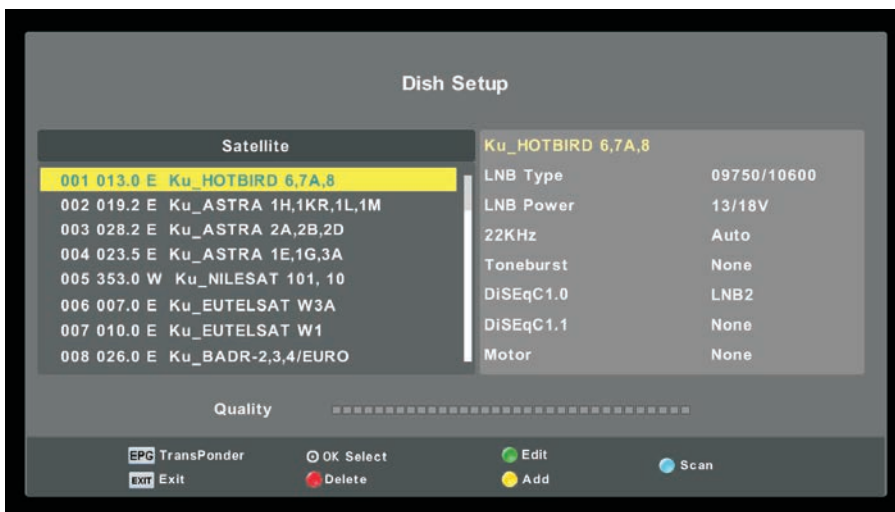 Dish Setup
Satellite
001 013.0 E Ku_HOTBIRD 6,7A,8
002 019.2 E Ku_ASTRA 1H,1KR,1L,1M
003 028.2 E Ku_ASTRA 2A,2B,2D
004 023.5 E Ku_ASTRA 1E,1G,3A
005 353.0 W Ku_NILESAT 101, 10
006 007.0 E Ku_EUTELSAT W3A
007 010.0 E Ku_EUTELSAT W1
008 026.0 E Ku_BADR-2,3,4/EURO
Ku_HOTBIRD 6,7A,8
LNB Type 09750/10600
LNB Power 13/18V
22KHz Auto
Toneburst None
DiSEqC1.0 LNB2
DiSEqC1.1 None
Motor None
Quality
EPG TransPonder OK Select Edit Scan
EXIT Exit Delete Add